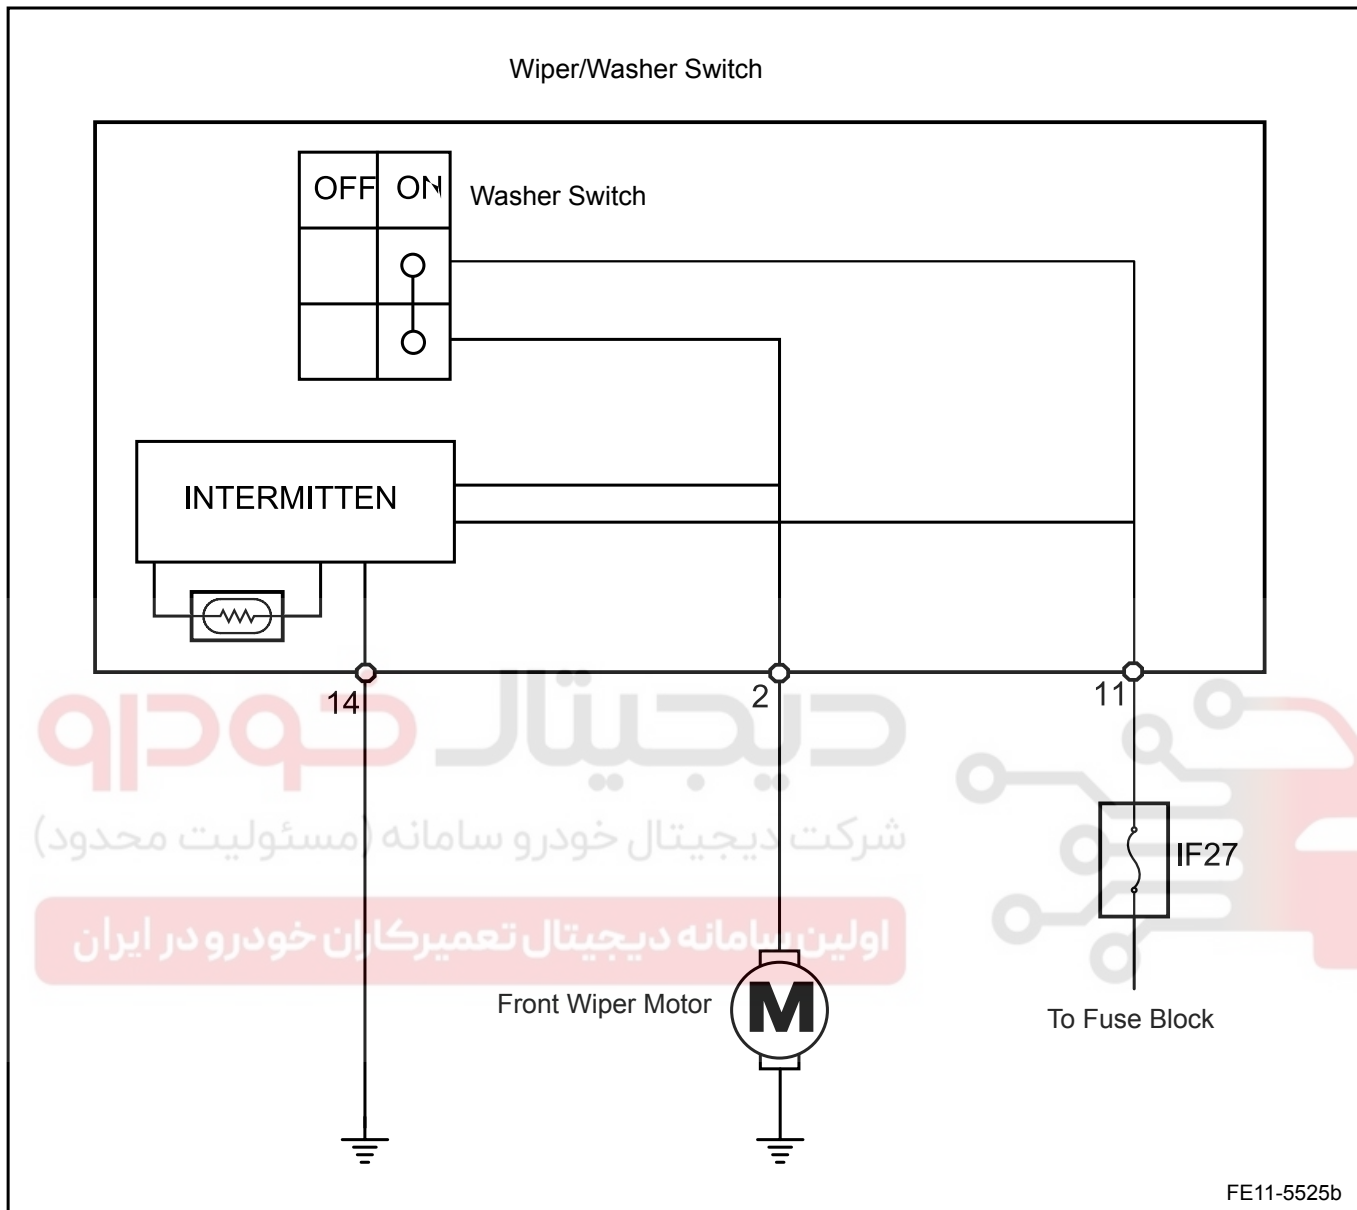 Wiper/Washer Switch
OFF ON
Washer Switch
INTERMITTEN
14
2
11
دیجیتال خودرو
شرکت دیجیتال خودرو سامانه (مسئولیت محدود)
IF27
اولین سامانه دیجیتال تعمیرکاران خودرو در ایران
Front Wiper Motor
M
To Fuse Block
FE11-5525b